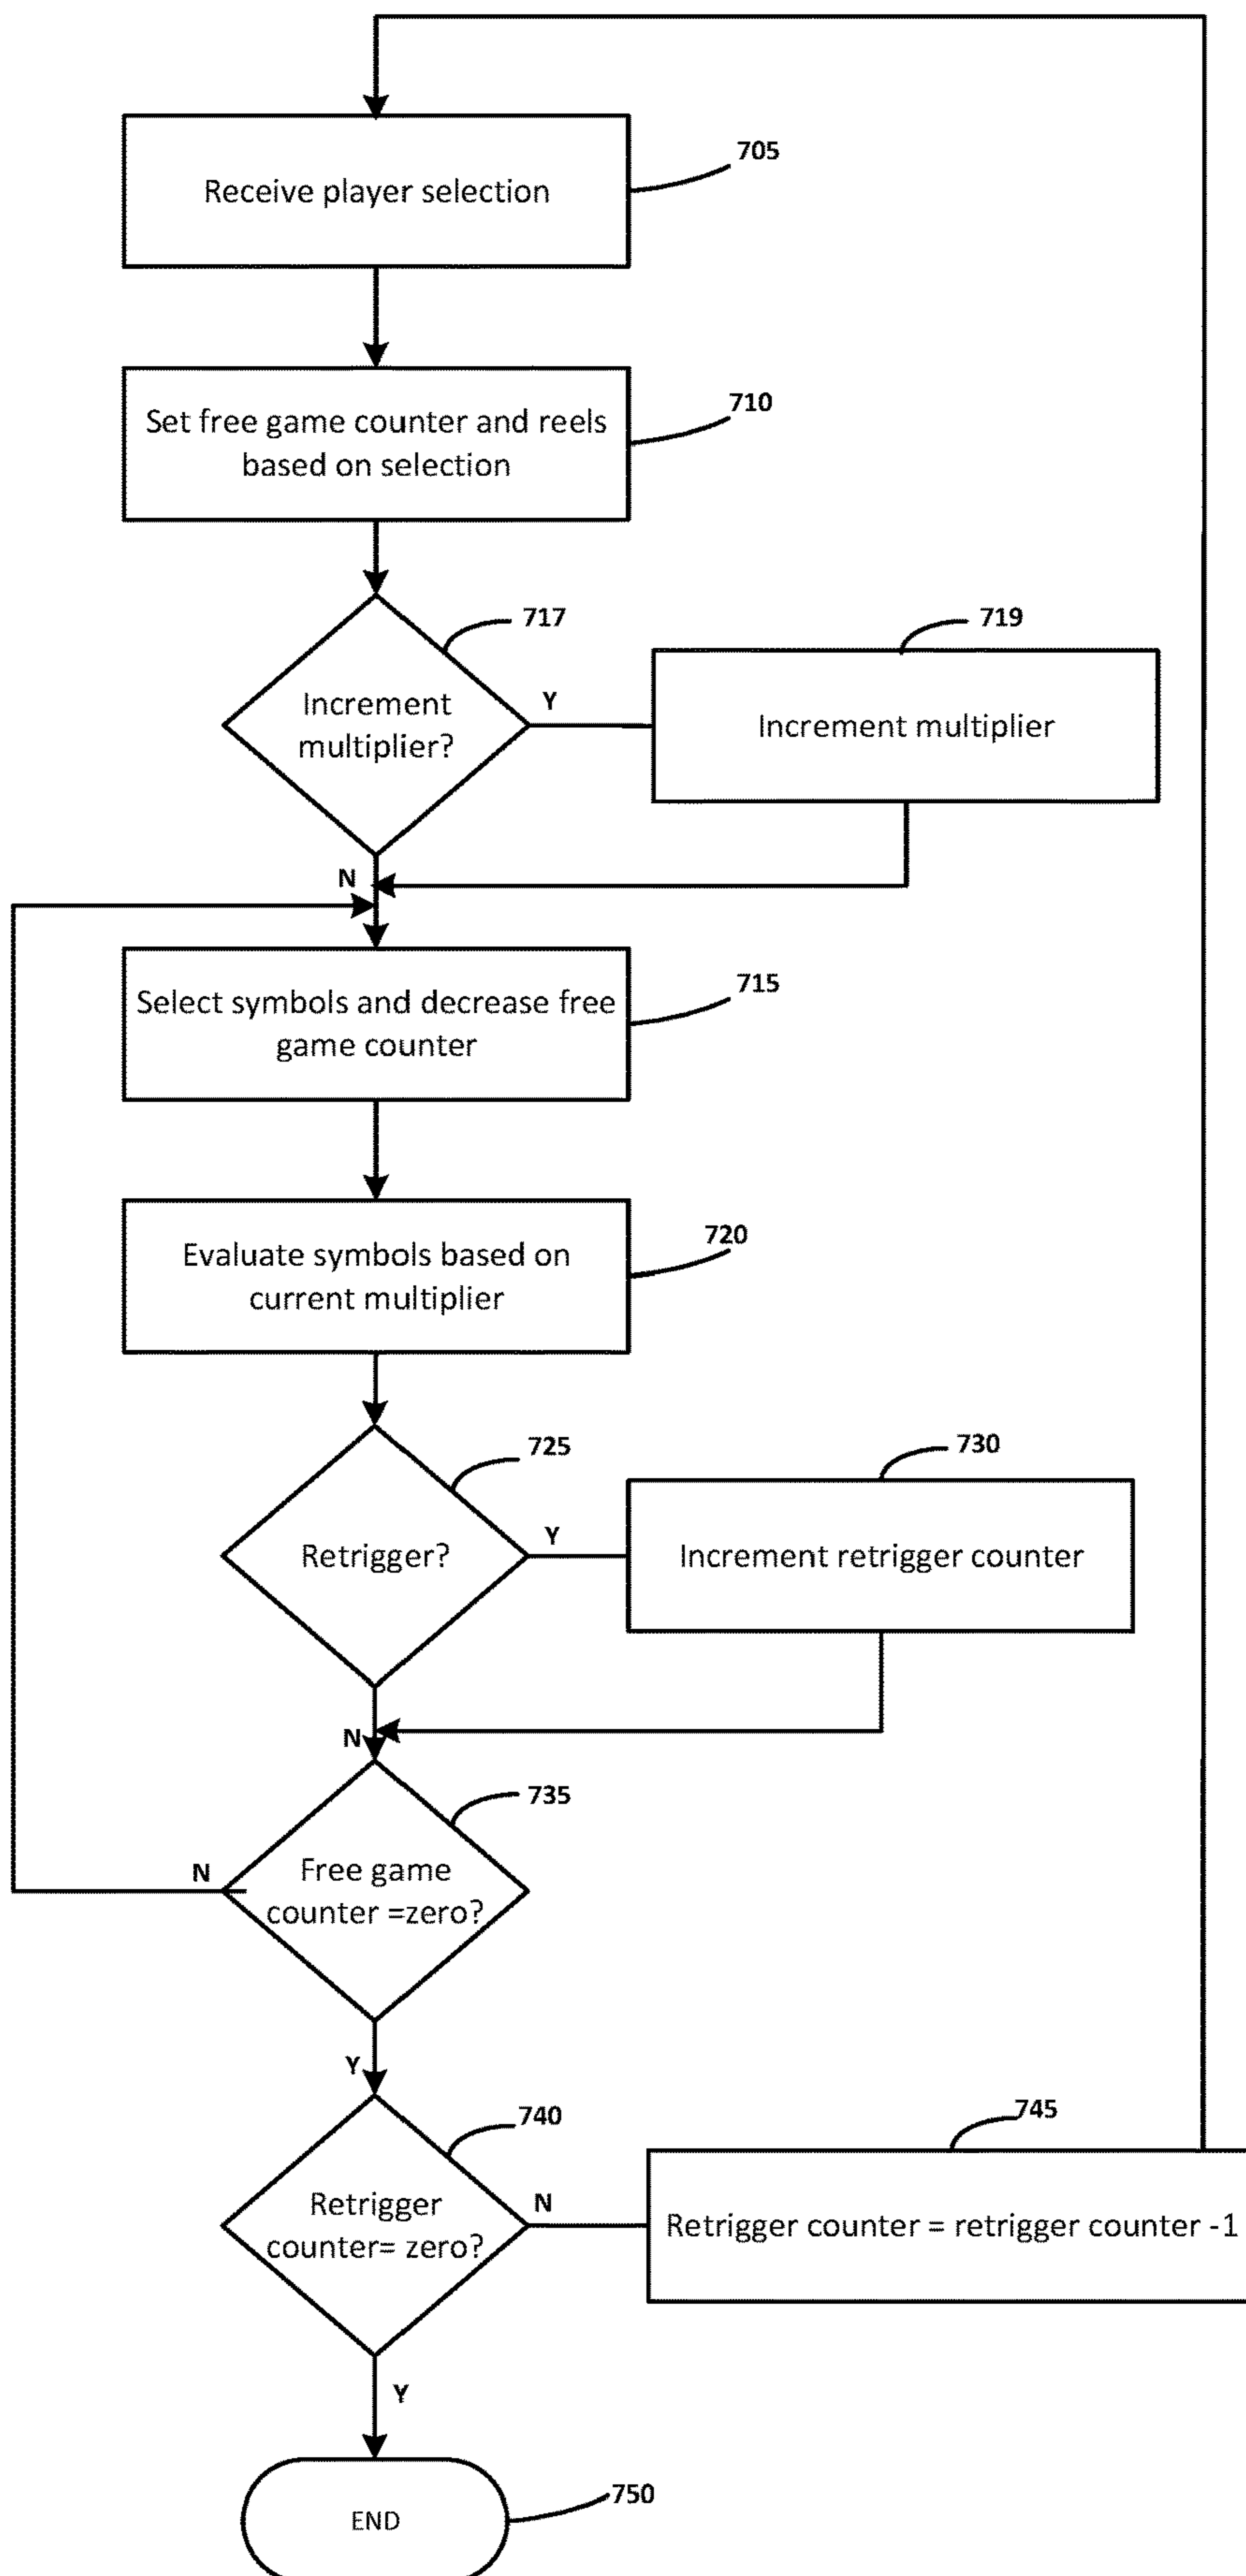 Receive player selection
705
Set free game counter and reels
based on selection
710
717
719
Increment
multiplier?
Y
Increment multiplier
N
Select symbols and decrease free
game counter
715
Evaluate symbols based on
current multiplier
720
725
730
Retrigger?
Y
Increment retrigger counter
N
735
Free game
counter =zero?
N
Y
740
745
Retrigger
counter= zero?
N
Retrigger counter = retrigger counter -1
Y
END
750